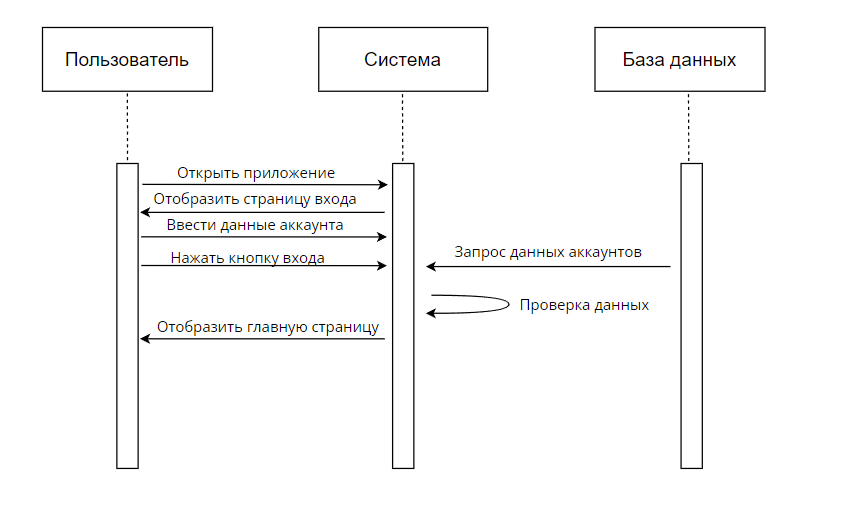 Пользователь
Система
База данных
Открыть приложение
Отобразить страницу входа
Ввести данные аккаунта
Нажать кнопку входа
Запрос данных аккаунтов
Проверка данных
Отобразить главную страницу